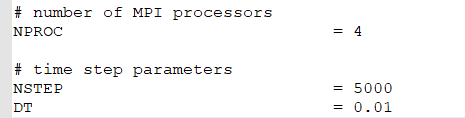 # number of MPI processors
NPROC = 4
# time step parameters
NSTEP = 5000
DT = 0.01